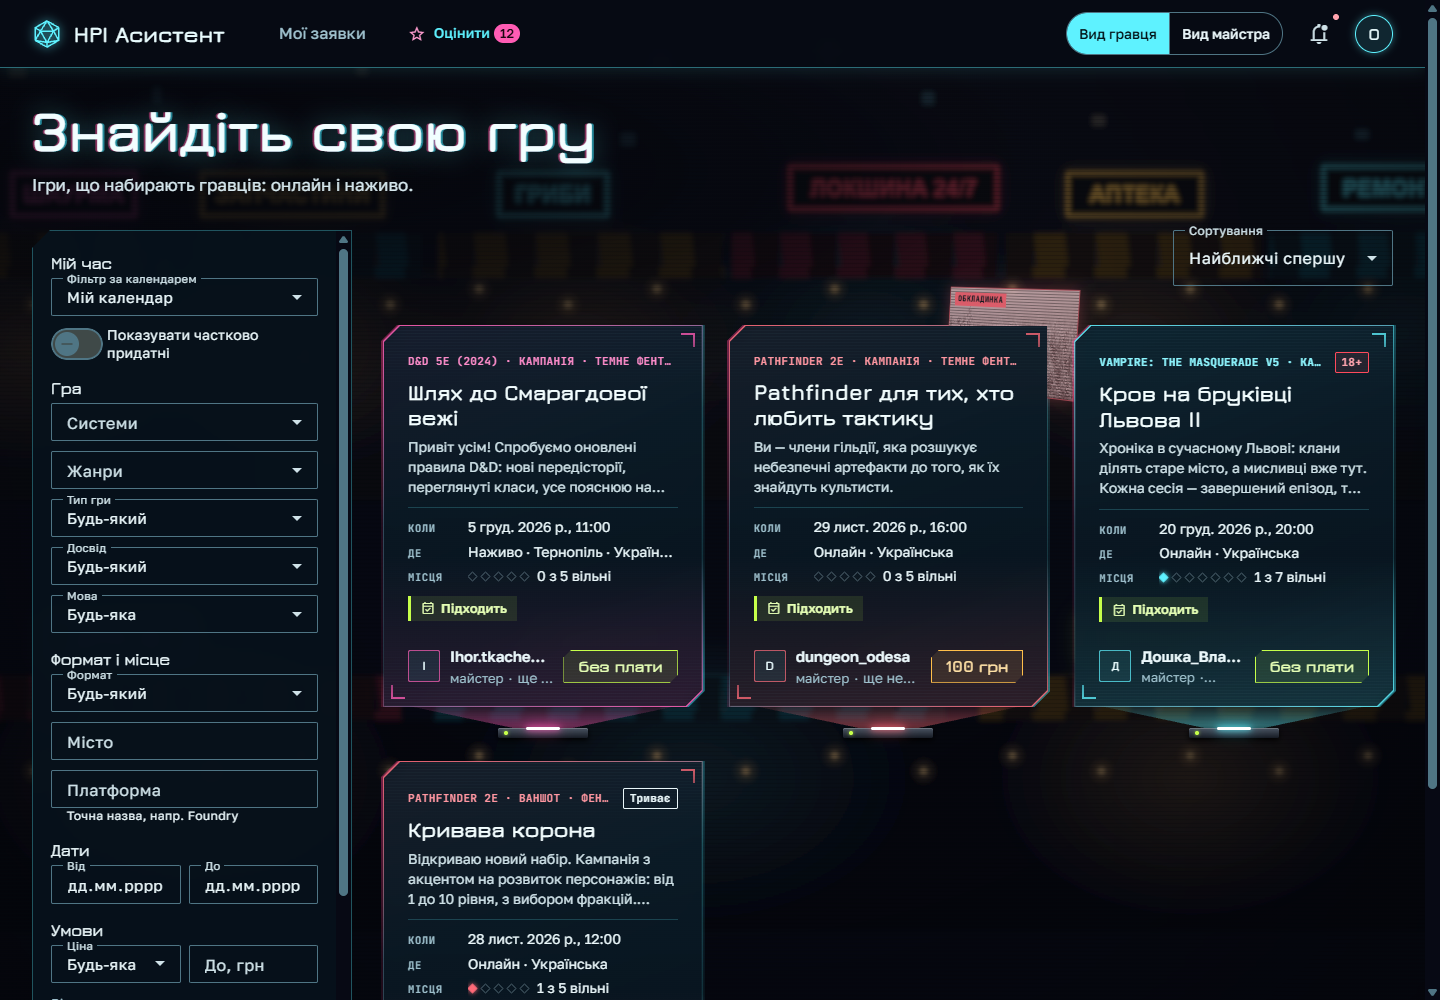 НРІ Асистент
Мої заявки
Оцінити 12
Вид гравця
Вид майстра
О
Знайдіть свою гру
Ігри, що набирають гравців: онлайн і наживо.
ГРИБИ
ЛОКШИНА 24/7
АПТЕКА
РЕМОН
Сортування
Найближчі спершу
Мій час
Фільтр за календарем
Мій календар
Показувати частково
придатні
Гра
Системи
Жанри
Тип гри
Будь-який
Досвід
Будь-який
Мова
Будь-яка
Формат і місце
Формат
Будь-який
Місто
Платформа
Точна назва, напр. Foundry
Дати
Від
дд.мм.рррр
До
дд.мм.рррр
Умови
Ціна
Будь-яка
До, грн
D&D 5E (2024) · КАМПАНІЯ · ТЕМНЕ ФЕНТ…
Шлях до Смарагдової
вежі
Привіт усім! Спробуємо оновлені
правила D&D: нові передісторії,
переглянуті класи, усе пояснюю на…
КОЛИ 5 груд. 2026 р., 11:00
ДЕ Наживо · Тернопіль · Україн…
МІСЦЯ 0 з 5 вільні
Підходить
I
Ihor.tkache…
майстер · ще …
без плати
ОБКЛАДИНКА
PATHFINDER 2E · КАМПАНІЯ · ТЕМНЕ ФЕНТ…
Pathfinder для тих, хто
любить тактику
Ви — члени гільдії, яка розшукує
небезпечні артефакти до того, як їх
знайдуть культисти.
КОЛИ 29 лист. 2026 р., 16:00
ДЕ Онлайн · Українська
МІСЦЯ 0 з 5 вільні
Підходить
D
dungeon_odesa
майстер · ще не…
100 грн
VAMPIRE: THE MASQUERADE V5 · КА… 18+
Кров на бруківці
Львова II
Хроніка в сучасному Львові: клани
ділять старе місто, а мисливці вже тут.
Кожна сесія — завершений епізод, т…
КОЛИ 20 груд. 2026 р., 20:00
ДЕ Онлайн · Українська
МІСЦЯ 1 з 7 вільні
Підходить
Д
Дошка_Вла…
майстер ·…
без плати
PATHFINDER 2E · ВАНШОТ · ФЕН… Триває
Кривава корона
Відкриваю новий набір. Кампанія з
акцентом на розвиток персонажів: від
1 до 10 рівня, з вибором фракцій.…
КОЛИ 28 лист. 2026 р., 12:00
ДЕ Онлайн · Українська
МІСЦЯ 1 з 5 вільні